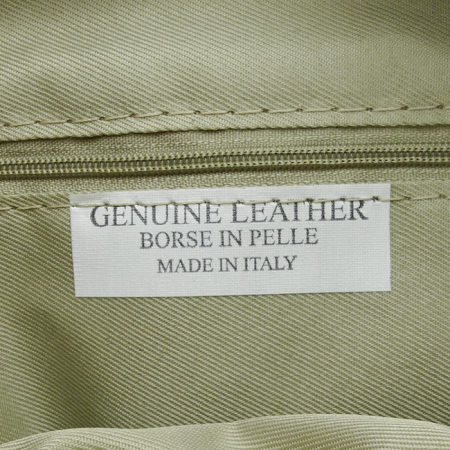 GENUINE LEATHER
BORSE IN PELLE
MADE IN ITALY